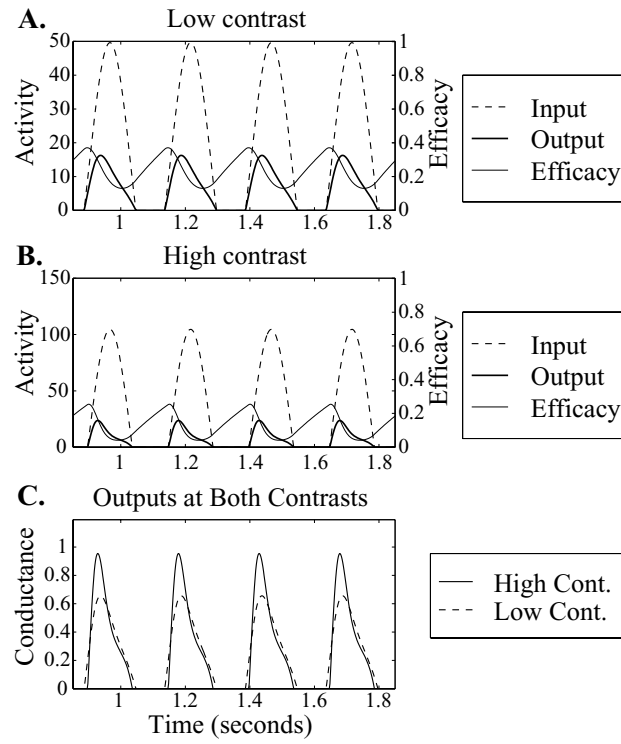 A.
Low contrast
50
40
30
20
10
0
Activity
1
0.8
0.6
0.4
0.2
0
Efficacy
1 1.2 1.4 1.6 1.8
Input
Output
Efficacy
B.
High contrast
150
100
50
0
Activity
1
0.8
0.6
0.4
0.2
0
Efficacy
1 1.2 1.4 1.6 1.8
Input
Output
Efficacy
C.
Outputs at Both Contrasts
1
0.8
0.6
0.4
0.2
0
Conductance
1 1.2 1.4 1.6 1.8
Time (seconds)
High Cont.
Low Cont.